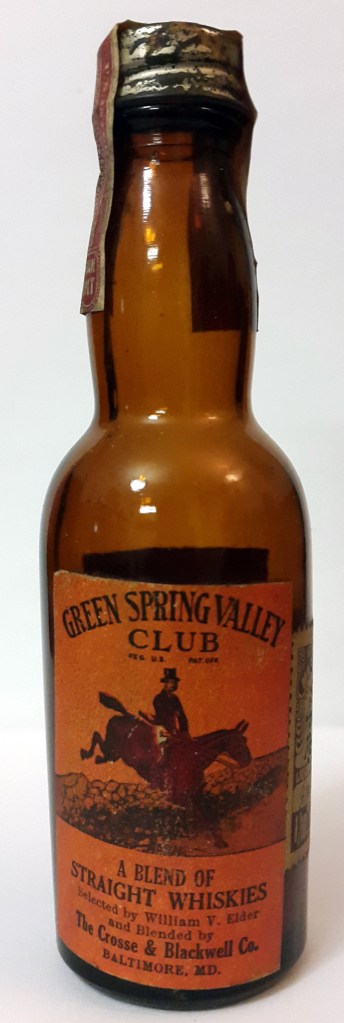 GREEN SPRING VALLEY
CLUB
REG. U.S. PAT. OFF.
A BLEND OF
STRAIGHT WHISKIES
Selected by William V. Elder
and Blended by
The Crosse & Blackwell Co.
BALTIMORE, MD.